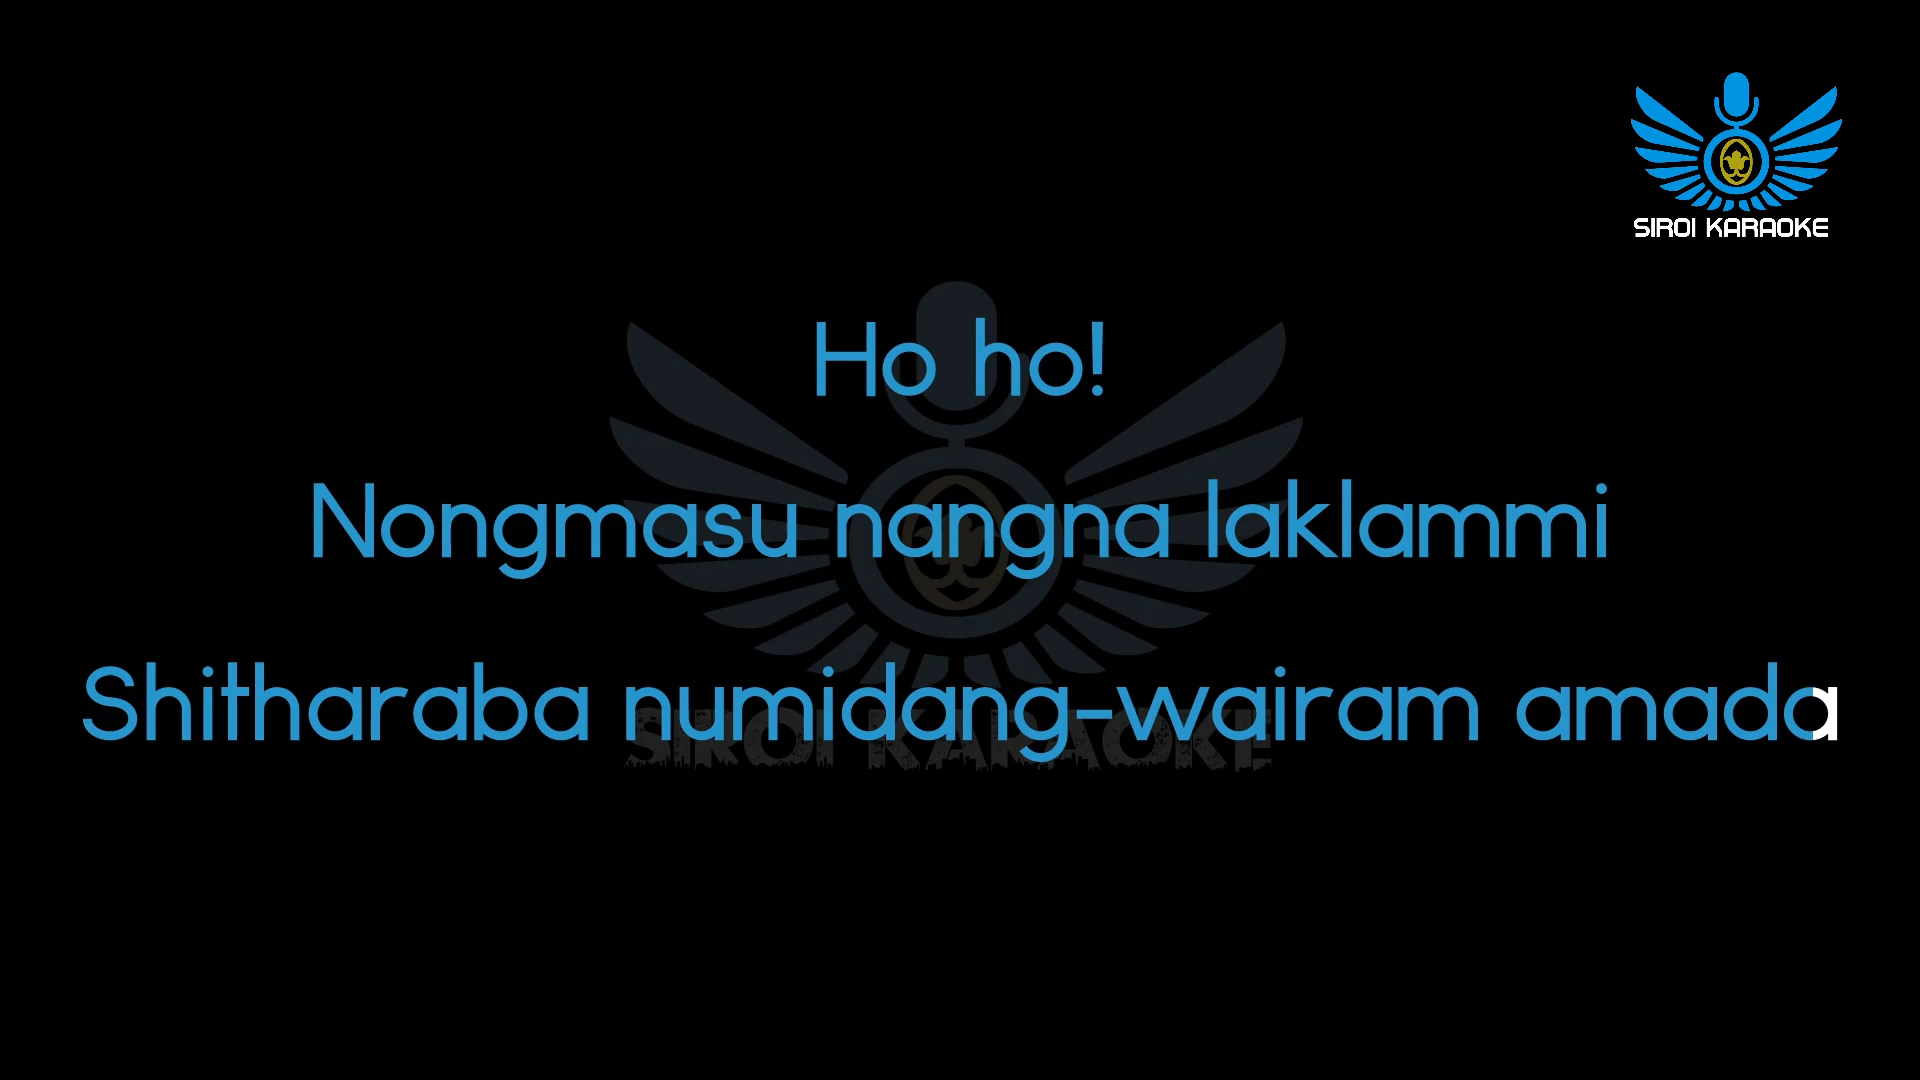 SIROI KARAOKE
Ho ho!
Nongmasu nangna laklammi
Shitharaba numidang-wairam amada
SIROI KARAOKE